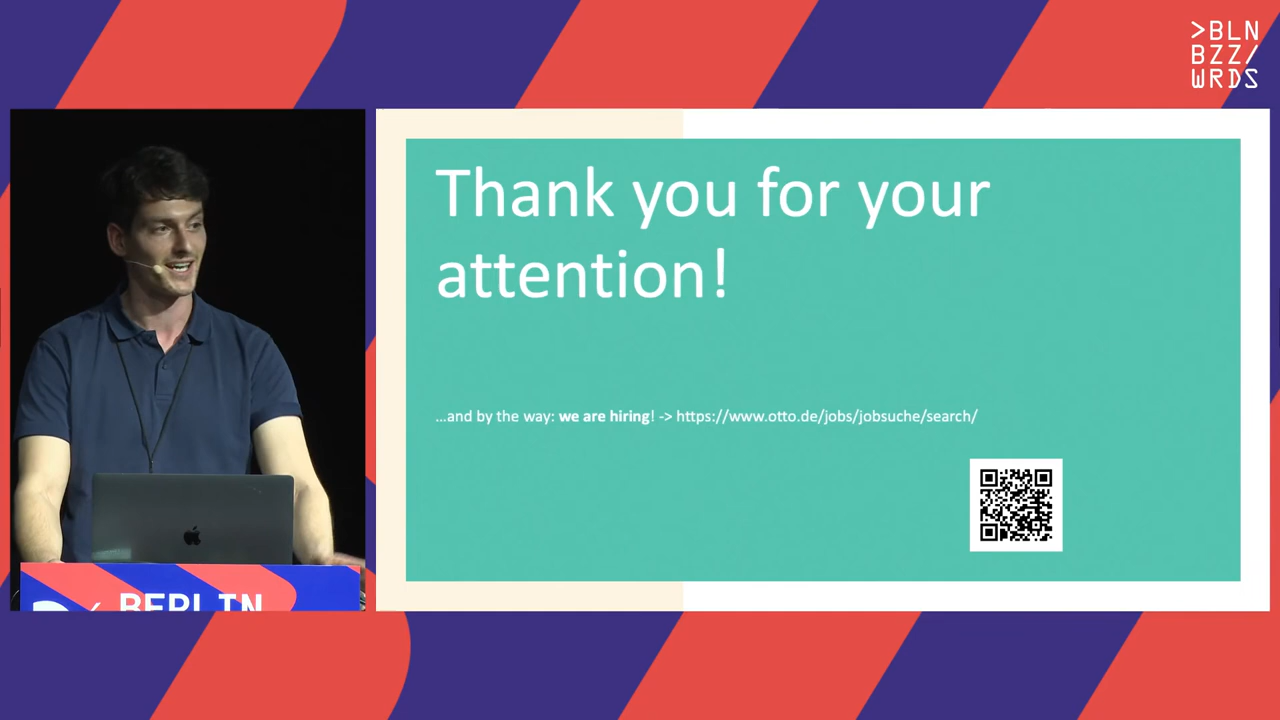 >BLN
BZZ/
WRDS
Thank you for your
attention!
...and by the way: we are hiring! -> https://www.otto.de/jobs/jobsuche/search/
BERLIN